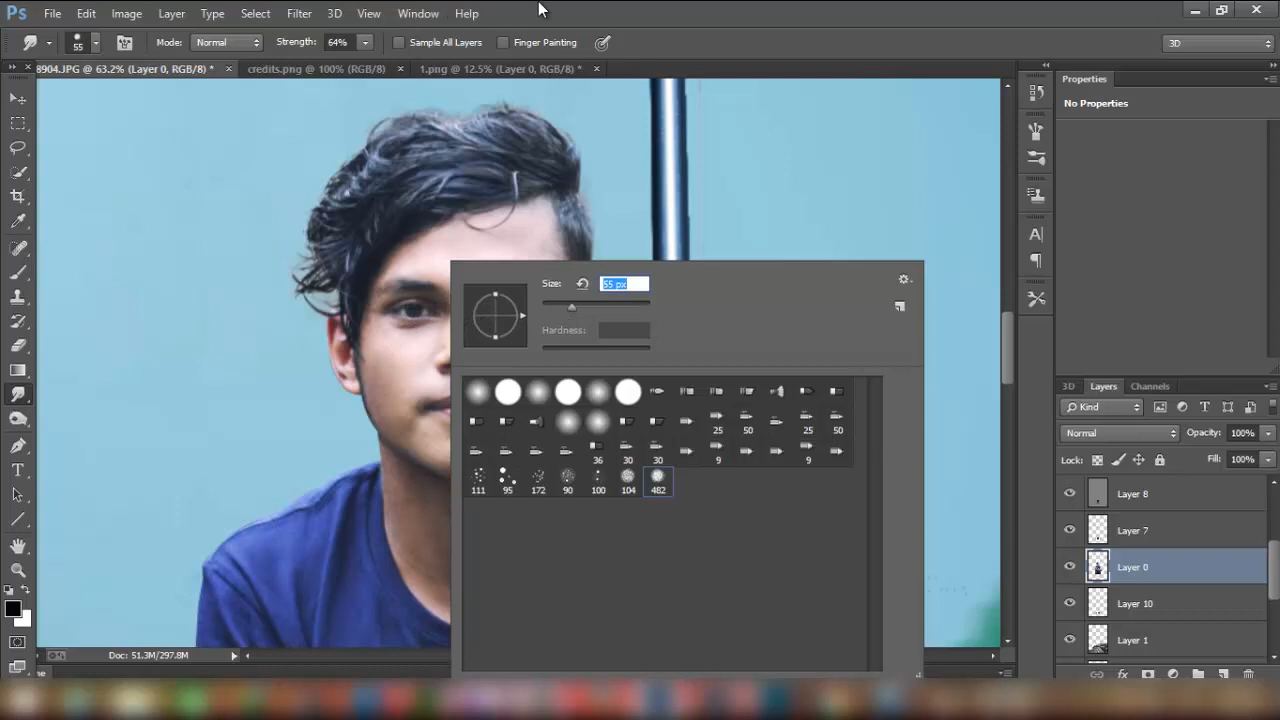 Ps File Edit Image Layer Type Select Filter 3D View Window Help
55 Mode: Normal Strength: 64% Sample All Layers Finger Painting 3D
8904.JPG @ 63.2% (Layer 0, RGB/8) * credits.png @ 100% (RGB/8) 1.png @ 12.5% (Layer 0, RGB/8) *
Properties
No Properties
Size: 55 px
Hardness:
25 50 25 50
36 30 30 9 9
111 95 172 90 100 104 482
3D Layers Channels
Kind
Normal Opacity: 100%
Lock: Fill: 100%
Layer 8
Layer 7
Layer 0
Layer 10
Layer 1
Doc: 51.3M/297.8M